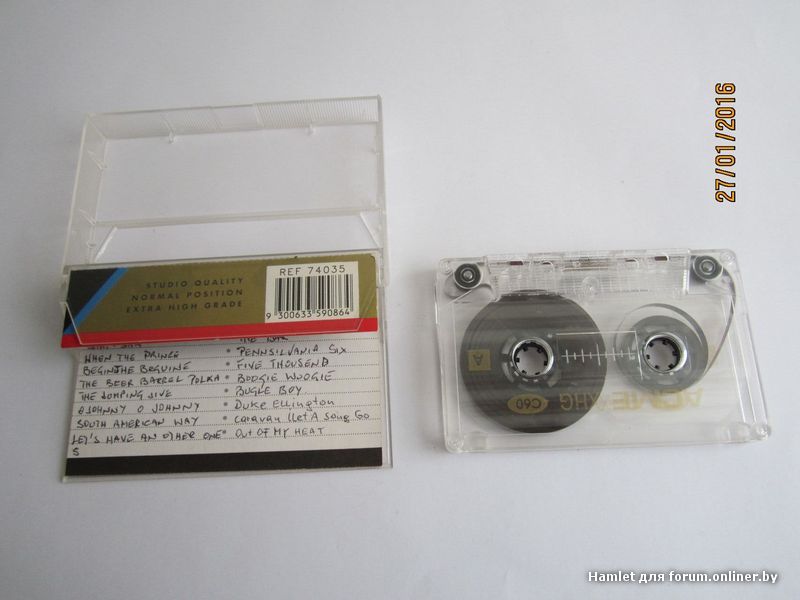 27/01/2016
STUDIO QUALITY
NORMAL POSITION
EXTRA HIGH GRADE
REF 74035
9 300633 590864
WHEN THE PRINCE * PENNSILVANIA SIX
BEGINTHE BEGUINE * FIVE THOUSEND
THE BEER BARREL POLKA * BOOGIE WOOGIE
THE JUMPING JIVE * BUGLE BOY
OJOHNNY O JOHNNY * DUKE ELLINGTON
SOUTH AMERICAN WAY * CARAVAN (LET A SONG GO
LET'S HAVE AN OTHER ONE * OUT OF MY HEAT
S
A
C60
ACME XHG
Hamlet для forum.onliner.by